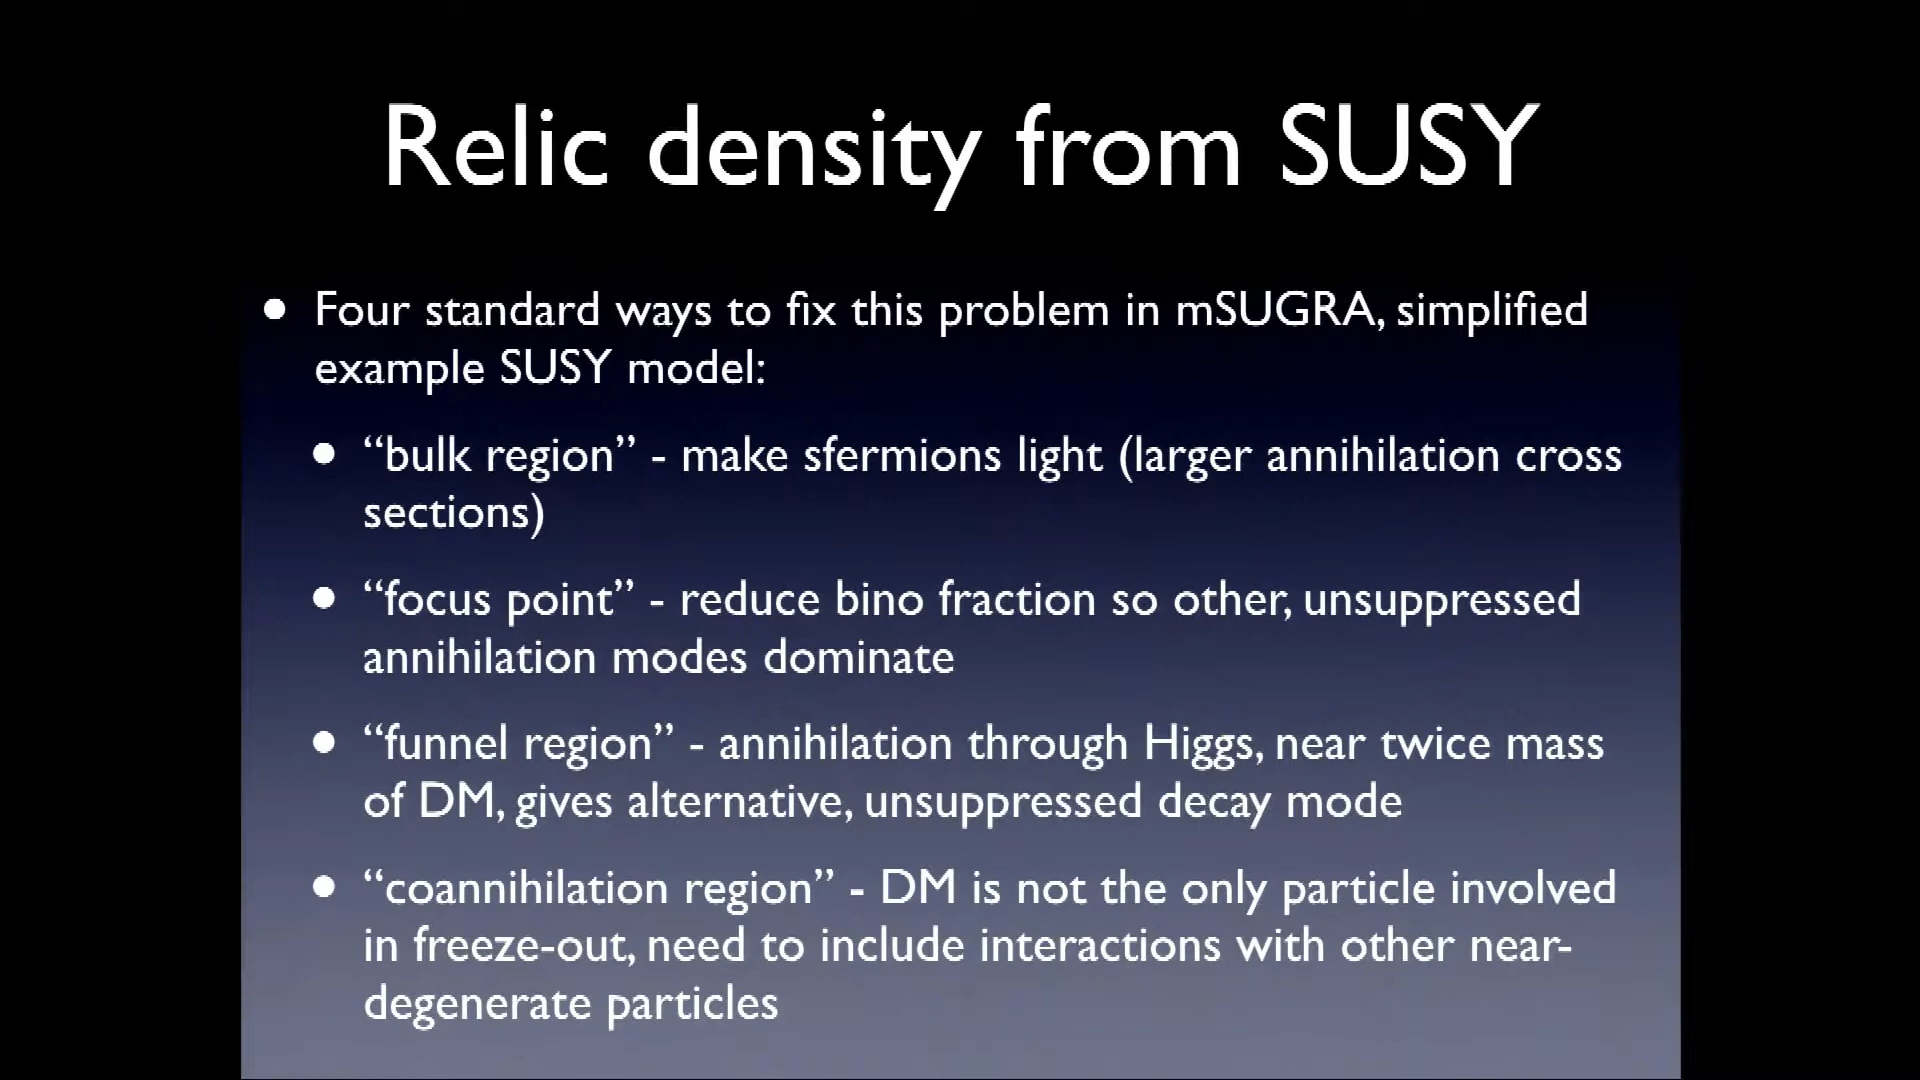 Relic density from SUSY
• Four standard ways to fix this problem in mSUGRA, simplified
example SUSY model:
• “bulk region” - make sfermions light (larger annihilation cross
sections)
• “focus point” - reduce bino fraction so other, unsuppressed
annihilation modes dominate
• “funnel region” - annihilation through Higgs, near twice mass
of DM, gives alternative, unsuppressed decay mode
• “coannihilation region” - DM is not the only particle involved
in freeze-out, need to include interactions with other near-
degenerate particles